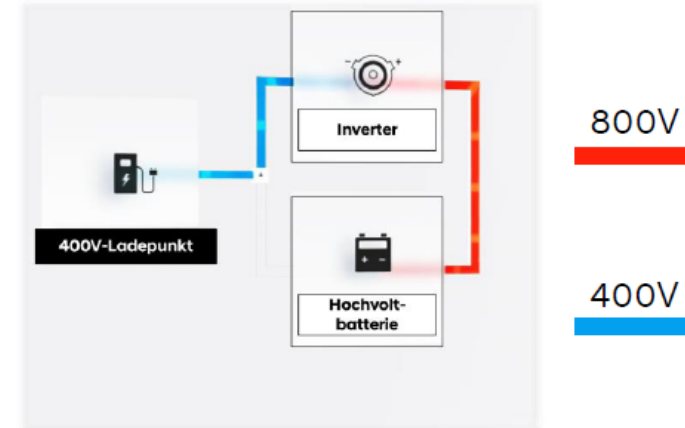 Inverter
800V
400V-Ladepunkt
Hochvolt-
batterie
400V